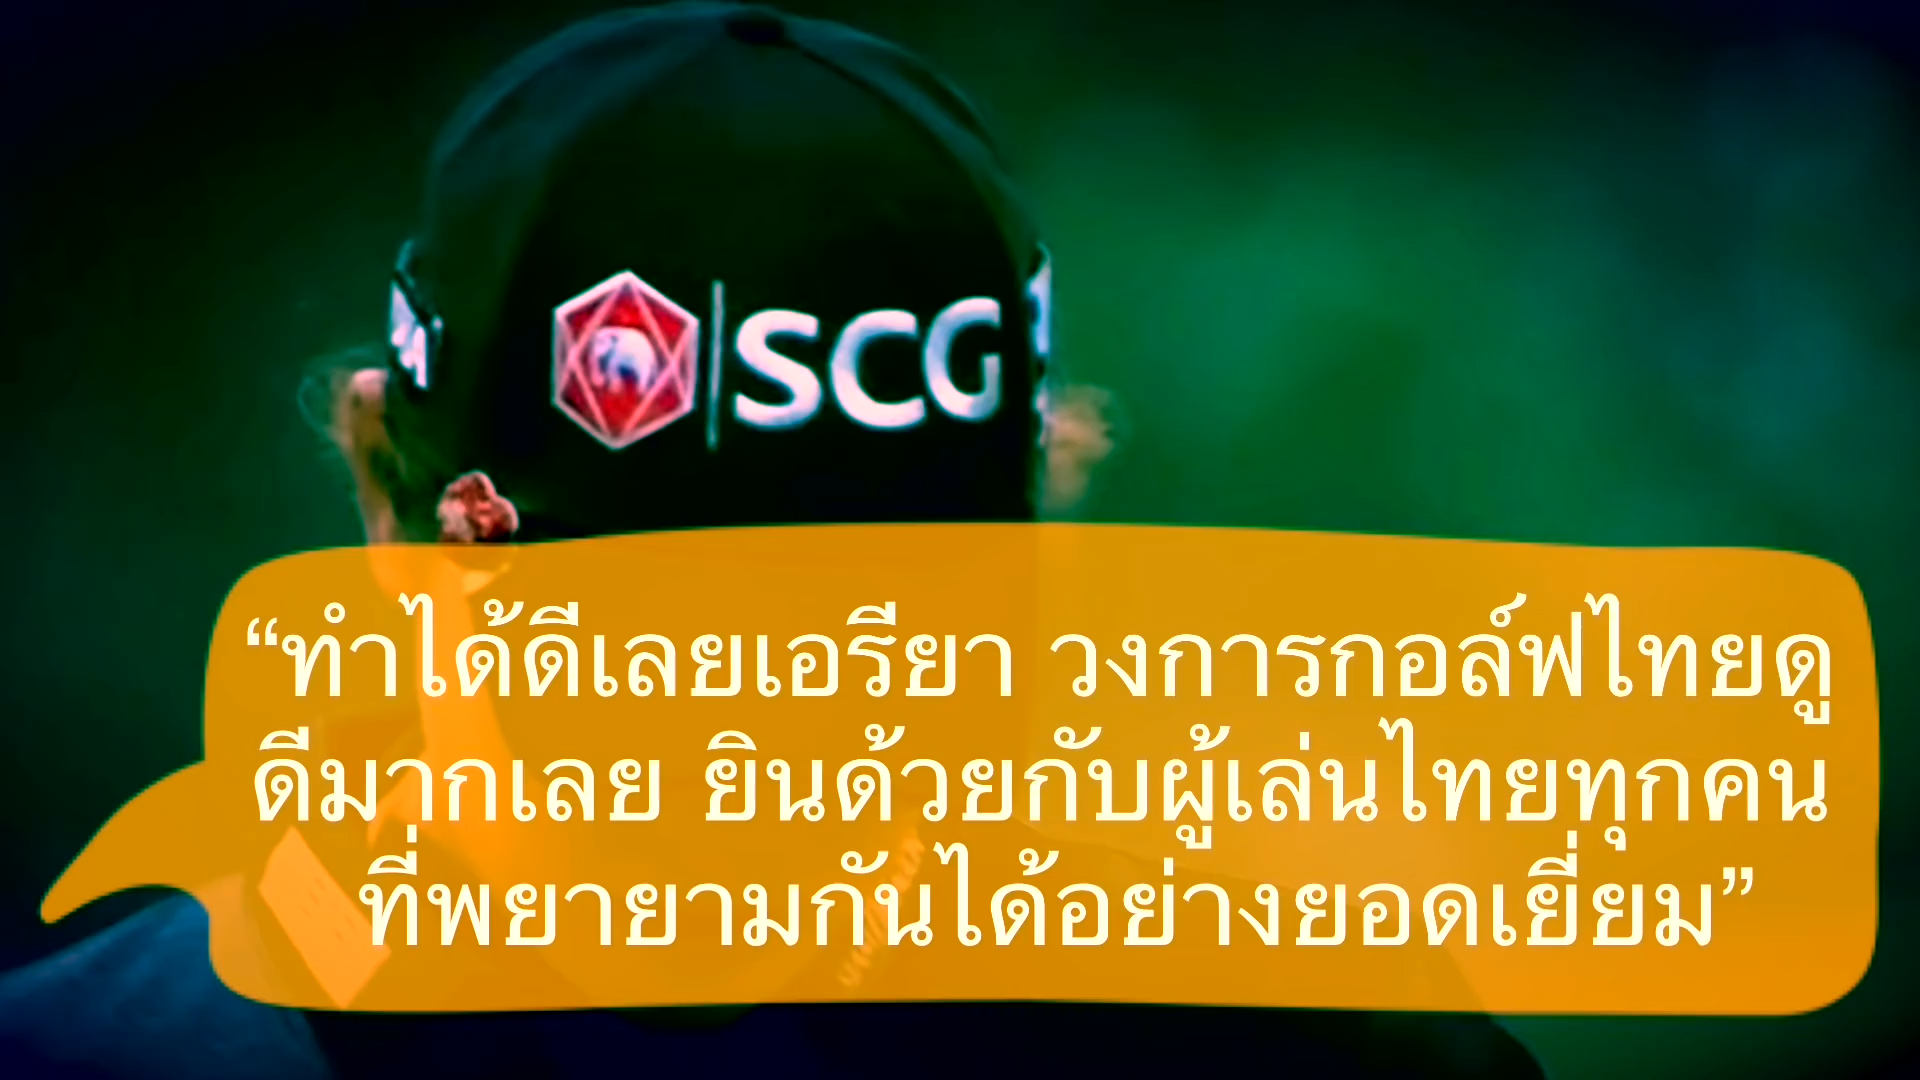 SCG
“ทำได้ดีเลยเอรียา วงการกอล์ฟไทยดู
ดีมากเลย ยินด้วยกับผู้เล่นไทยทุกคน
ที่พยายามกันได้อย่างยอดเยี่ยม”